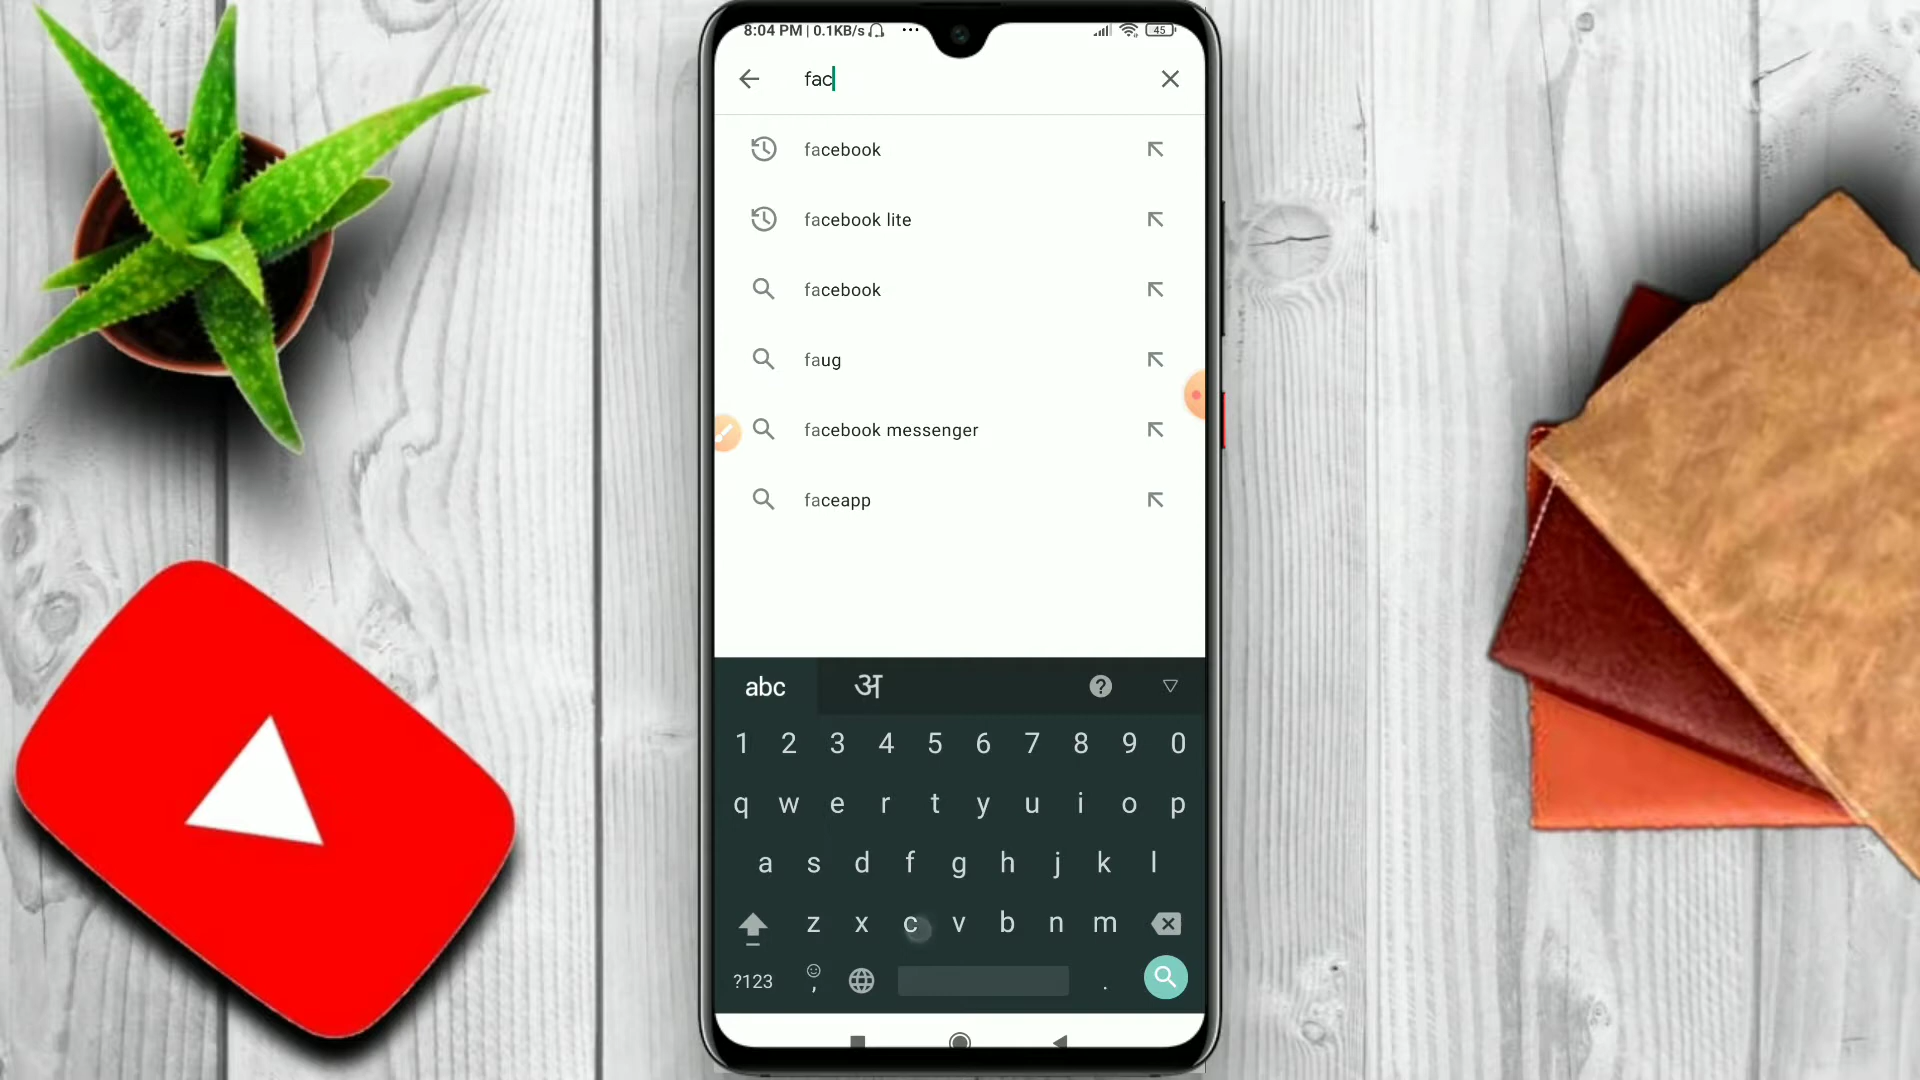 8:04 PM | 0.1KB/s ... 45
fac
facebook
facebook lite
facebook
faug
facebook messenger
faceapp
abc अ ?
1 2 3 4 5 6 7 8 9 0
q w e r t y u i o p
a s d f g h j k l
z x c v b n m
?123 , .